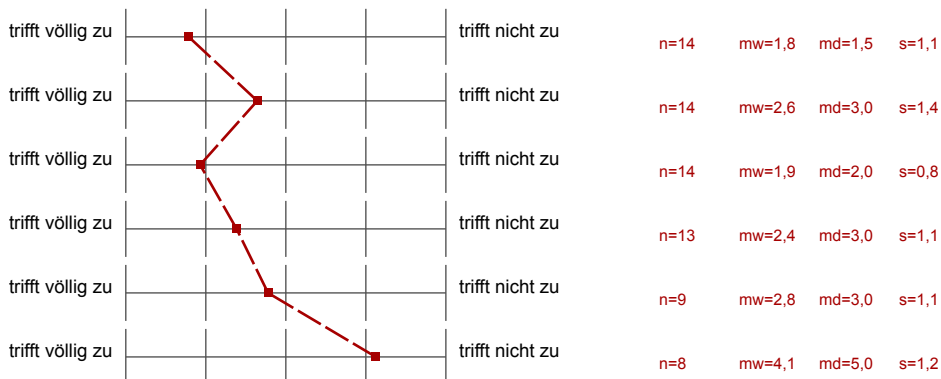 trifft völlig zu trifft nicht zu n=14 mw=1,8 md=1,5 s=1,1
trifft völlig zu trifft nicht zu n=14 mw=2,6 md=3,0 s=1,4
trifft völlig zu trifft nicht zu n=14 mw=1,9 md=2,0 s=0,8
trifft völlig zu trifft nicht zu n=13 mw=2,4 md=3,0 s=1,1
trifft völlig zu trifft nicht zu n=9 mw=2,8 md=3,0 s=1,1
trifft völlig zu trifft nicht zu n=8 mw=4,1 md=5,0 s=1,2